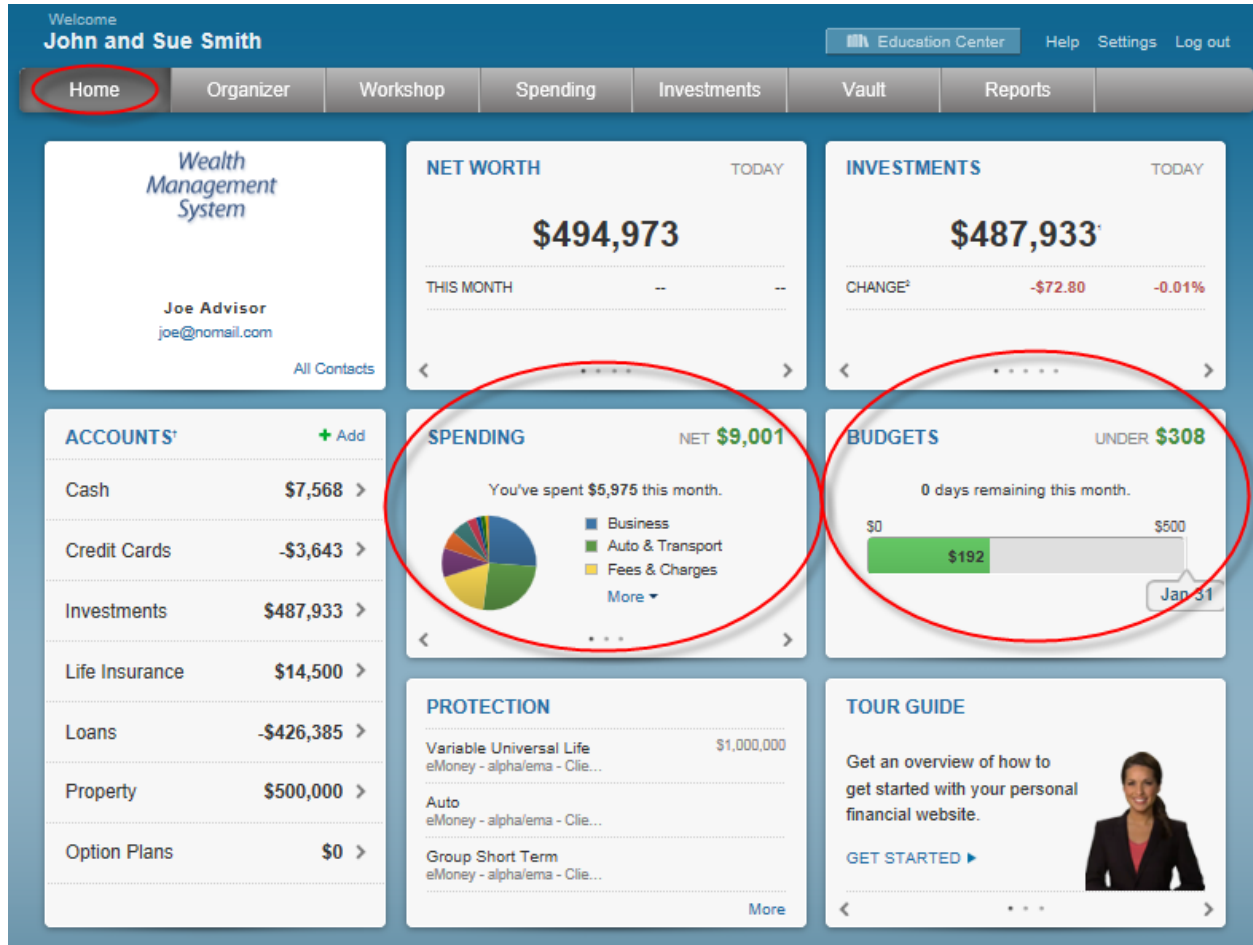 Welcome
John and Sue Smith
Education Center Help Settings Log out
Home Organizer Workshop Spending Investments Vault Reports
Wealth
Management
System
Joe Advisor
joe@nomail.com
All Contacts
NET WORTH TODAY
$494,973
THIS MONTH -- --
INVESTMENTS TODAY
$487,933¹
CHANGE² -$72.80 -0.01%
ACCOUNTS† + Add
Cash $7,568
Credit Cards -$3,643
Investments $487,933
Life Insurance $14,500
Loans -$426,385
Property $500,000
Option Plans $0
SPENDING NET $9,001
You've spent $5,975 this month.
Business
Auto & Transport
Fees & Charges
More
BUDGETS UNDER $308
0 days remaining this month.
$0 $500
$192
Jan 31
PROTECTION
Variable Universal Life $1,000,000
eMoney - alpha/ema - Clie...
Auto
eMoney - alpha/ema - Clie...
Group Short Term
eMoney - alpha/ema - Clie...
More
TOUR GUIDE
Get an overview of how to
get started with your personal
financial website.
GET STARTED